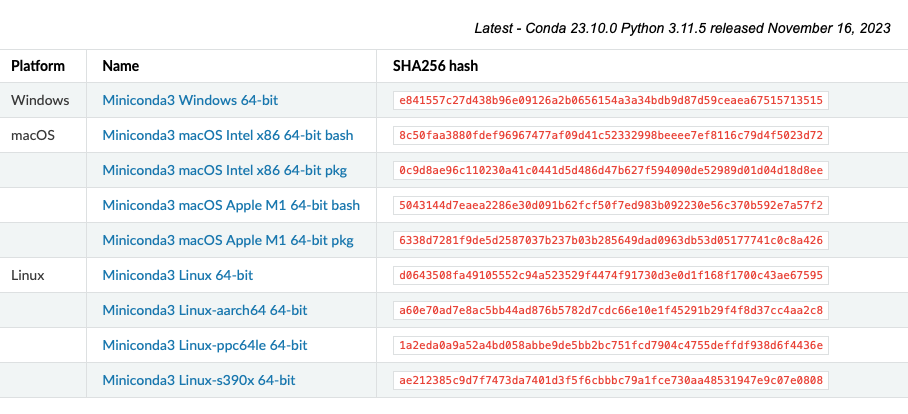 Latest - Conda 23.10.0 Python 3.11.5 released November 16, 2023
Platform Name SHA256 hash
Windows Miniconda3 Windows 64-bit e841557c27d438b96e09126a2b0656154a3a34bdb9d87d59ceaea67515713515
macOS Miniconda3 macOS Intel x86 64-bit bash 8c50faa3880fdef96967477af09d41c52332998beeee7ef8116c79d4f5023d72
Miniconda3 macOS Intel x86 64-bit pkg 0c9d8ae96c110230a41c0441d5d486d47b627f594090de52989d01d04d18d8ee
Miniconda3 macOS Apple M1 64-bit bash 5043144d7eaea2286e30d091b62fcf50f7ed983b092230e56c370b592e7a57f2
Miniconda3 macOS Apple M1 64-bit pkg 6338d7281f9de5d2587037b237b03b285649dad0963db53d05177741c0c8a426
Linux Miniconda3 Linux 64-bit d0643508fa49105552c94a523529f4474f91730d3e0d1f168f1700c43ae67595
Miniconda3 Linux-aarch64 64-bit a60e70ad7e8ac5bb44ad876b5782d7cdc66e10e1f45291b29f4f8d37cc4aa2c8
Miniconda3 Linux-ppc64le 64-bit 1a2eda0a9a52a4bd058abbe9de5bb2bc751fcd7904c4755deffdf938d6f4436e
Miniconda3 Linux-s390x 64-bit ae212385c9d7f7473da7401d3f5f6cbbbc79a1fce730aa48531947e9c07e0808